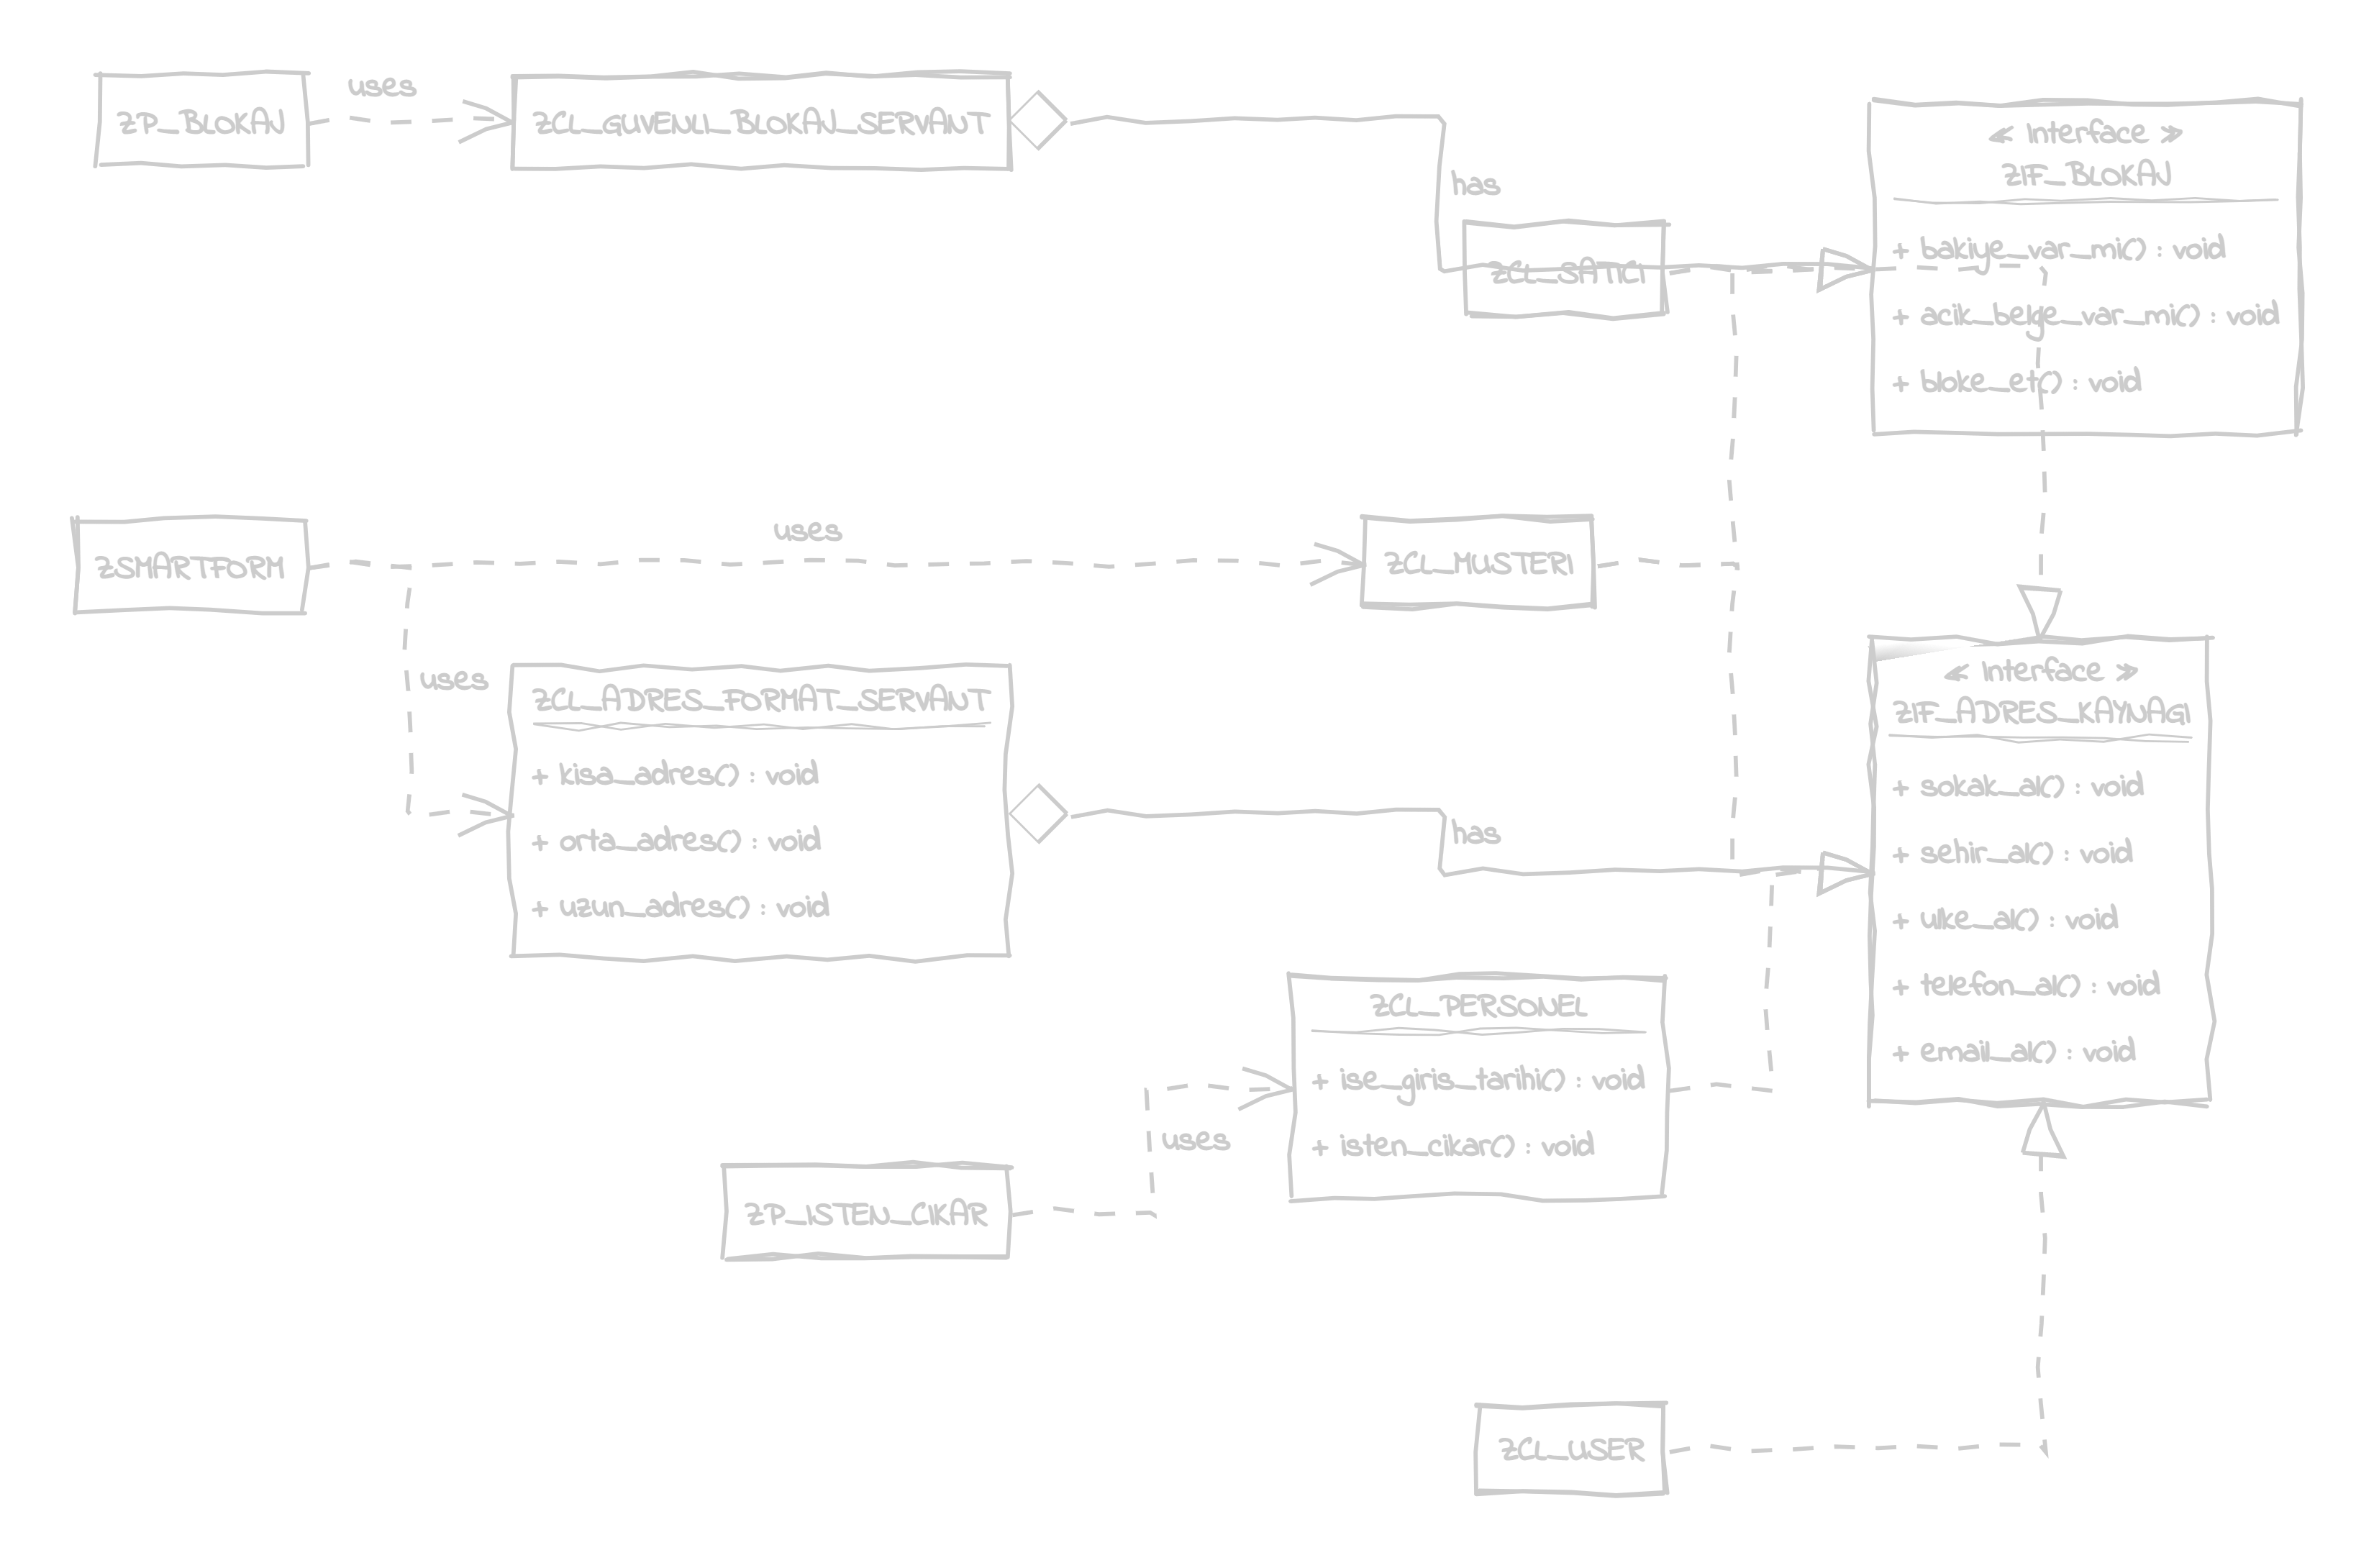 ZP_BLOKAJ
uses
ZCL_GUVENLI_BLOKAJ_SERVANT
has
ZCL_SATICI
< Interface >
ZIF_BLOKAJ
+ bakiye_var_mi() : void
+ acik_belge_var_mi() : void
+ bloke_et() : void
ZSMARTFORM
uses
ZCL_MUSTERI
uses
ZCL_ADRES_FORMAT_SERVANT
+ kisa_adres() : void
+ orta_adres() : void
+ uzun_adres() : void
has
< Interface >
ZIF_ADRES_KAYNAGI
+ sokak_al() : void
+ sehir_al() : void
+ ulke_al() : void
+ telefon_al() : void
+ email_al() : void
ZCL_PERSONEL
+ ise_giris_tarihi() : void
+ isten_cikar() : void
uses
ZP_ISTEN_CIKAR
ZCL_USER